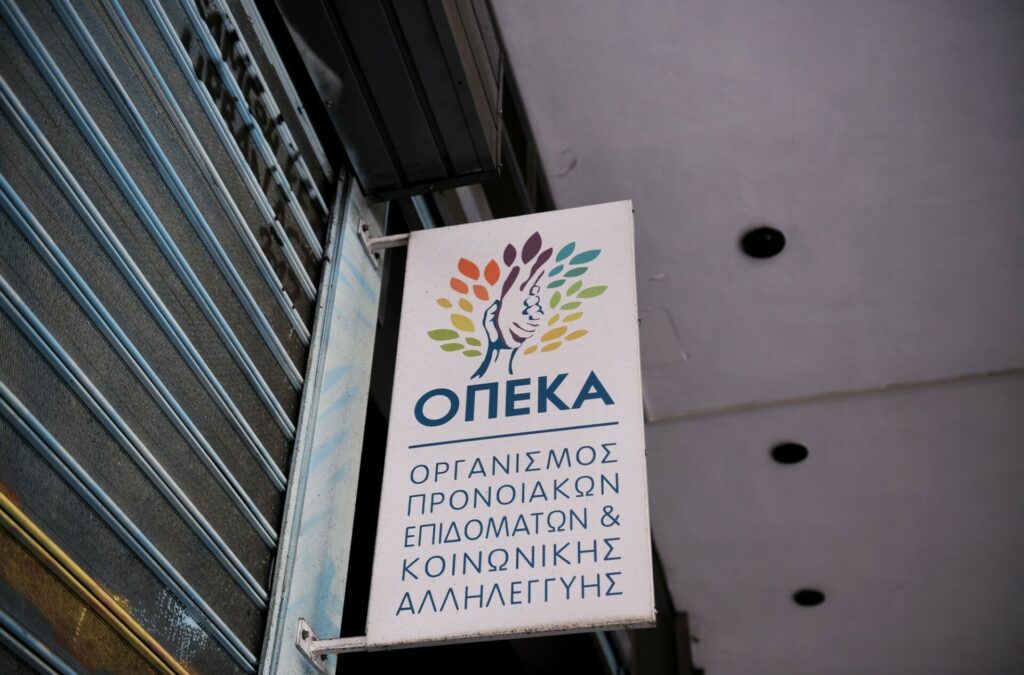 ΟΠΕΚΑ
ΟΡΓΑΝΙΣΜΟΣ
ΠΡΟΝΟΙΑΚΩΝ
ΕΠΙΔΟΜΑΤΩΝ &
ΚΟΙΝΩΝΙΚΗΣ
ΑΛΛΗΛΕΓΓΥΗΣ